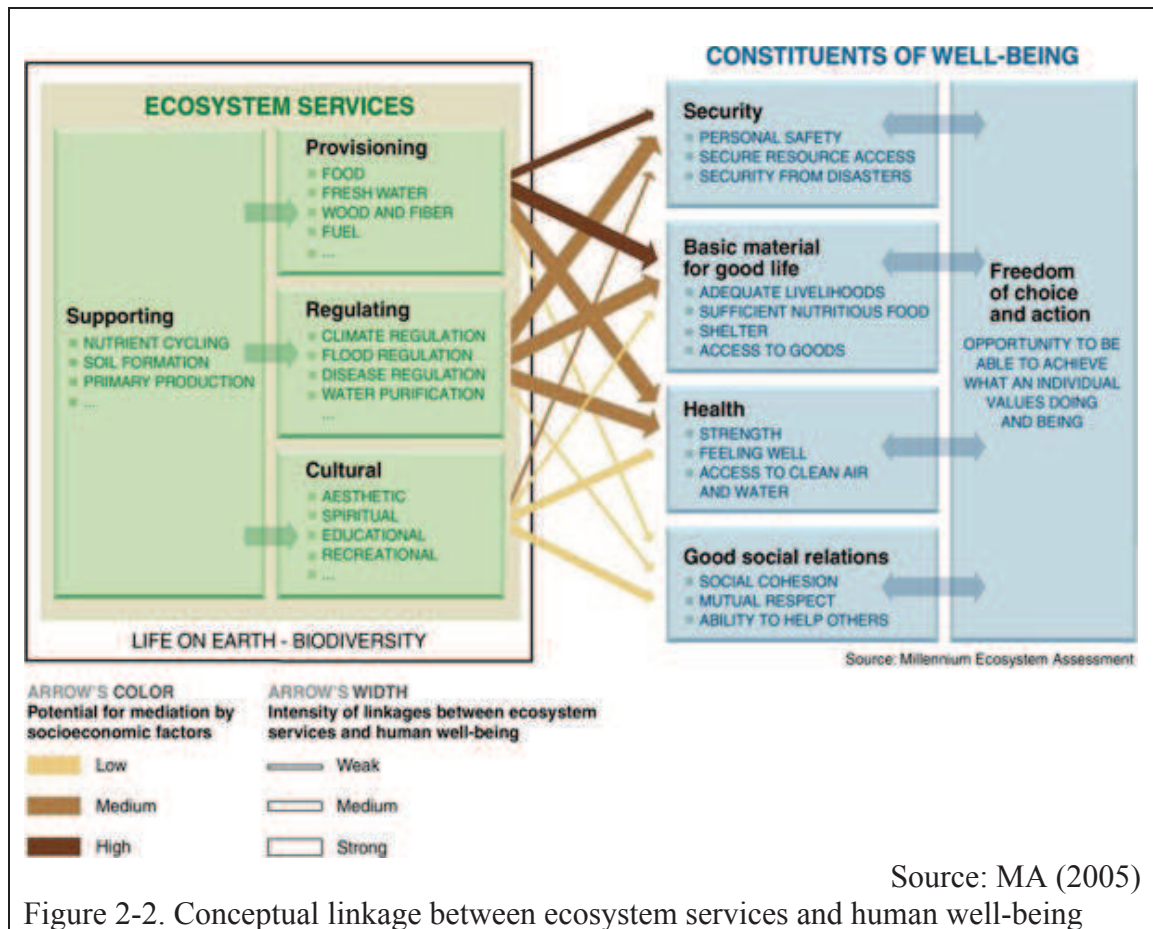 CONSTITUENTS OF WELL-BEING
ECOSYSTEM SERVICES
Supporting
NUTRIENT CYCLING
SOIL FORMATION
PRIMARY PRODUCTION
...
Provisioning
FOOD
FRESH WATER
WOOD AND FIBER
FUEL
...
Regulating
CLIMATE REGULATION
FLOOD REGULATION
DISEASE REGULATION
WATER PURIFICATION
...
Cultural
AESTHETIC
SPIRITUAL
EDUCATIONAL
RECREATIONAL
...
LIFE ON EARTH - BIODIVERSITY
Security
PERSONAL SAFETY
SECURE RESOURCE ACCESS
SECURITY FROM DISASTERS
Basic material
for good life
ADEQUATE LIVELIHOODS
SUFFICIENT NUTRITIOUS FOOD
SHELTER
ACCESS TO GOODS
Health
STRENGTH
FEELING WELL
ACCESS TO CLEAN AIR
AND WATER
Good social relations
SOCIAL COHESION
MUTUAL RESPECT
ABILITY TO HELP OTHERS
Freedom
of choice
and action
OPPORTUNITY TO BE
ABLE TO ACHIEVE
WHAT AN INDIVIDUAL
VALUES DOING
AND BEING
Source: Millennium Ecosystem Assessment
ARROW'S COLOR
Potential for mediation by
socioeconomic factors
Low
Medium
High
ARROW'S WIDTH
Intensity of linkages between ecosystem
services and human well-being
Weak
Medium
Strong
Source: MA (2005)
Figure 2-2. Conceptual linkage between ecosystem services and human well-being